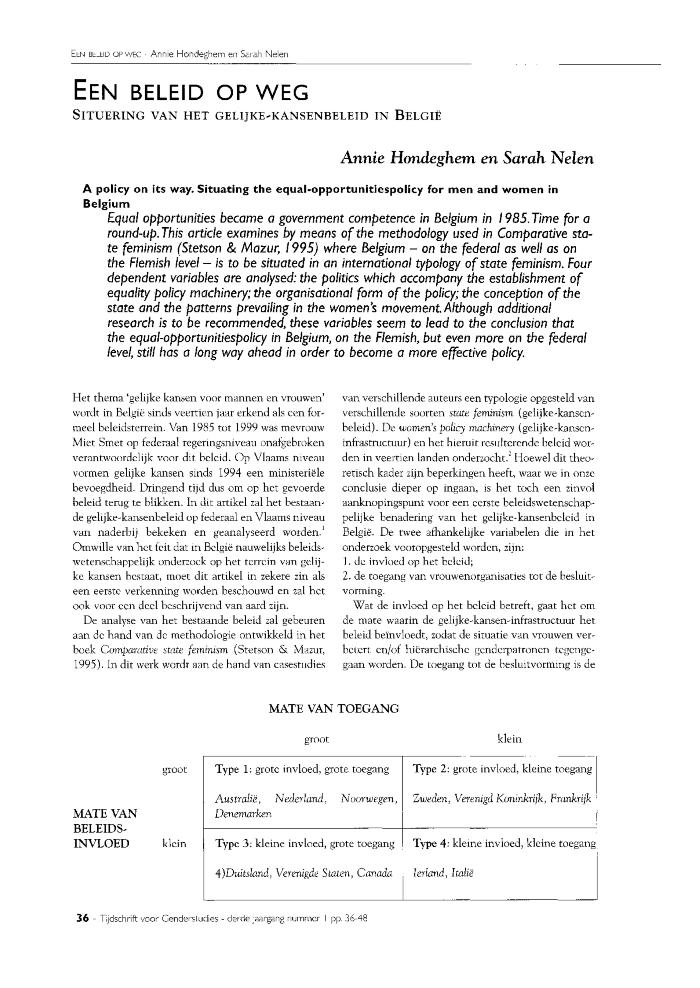 EEN BELEID OP WEG - Annie Hondeghem en Sarah Nelen
EEN BELEID OP WEG
SITUERING VAN HET GELIJKE-KANSENBELEID IN BELGIË
Annie Hondeghem en Sarah Nelen
A policy on its way. Situating the equal-opportunitiespolicy for men and women in
Belgium
Equal opportunities became a government competence in Belgium in 1985. Time for a
round-up. This article examines by means of the methodology used in Comparative sta-
te feminism (Stetson & Mazur, 1995) where Belgium – on the federal as well as on
the Flemish level – is to be situated in an international typology of state feminism. Four
dependent variables are analysed: the politics which accompany the establishment of
equality policy machinery; the organisational form of the policy; the conception of the
state and the patterns prevailing in the women's movement. Although additional
research is to be recommended, these variables seem to lead to the conclusion that
the equal-opportunitiespolicy in Belgium, on the Flemish, but even more on the federal
level, still has a long way ahead in order to become a more effective policy.
Het thema 'gelijke kansen voor mannen en vrouwen'
wordt in België sinds veertien jaar erkend als een for-
meel beleidsterrein. Van 1985 tot 1999 was mevrouw
Miet Smet op federaal regeringsniveau onafgebroken
verantwoordelijk voor dit beleid. Op Vlaams niveau
vormen gelijke kansen sinds 1994 een ministeriële
bevoegdheid. Dringend tijd dus om op het gevoerde
beleid terug te blikken. In dit artikel zal het bestaan-
de gelijke-kansenbeleid op federaal en Vlaams niveau
van naderbij bekeken en geanalyseerd worden.1
Omwille van het feit dat in België nauwelijks beleids-
wetenschappelijk onderzoek op het terrein van gelij-
ke kansen bestaat, moet dit artikel in zekere zin als
een eerste verkenning worden beschouwd en zal het
ook voor een deel beschrijvend van aard zijn.
De analyse van het bestaande beleid zal gebeuren
aan de hand van de methodologie ontwikkeld in het
boek Comparative state feminism (Stetson & Mazur,
1995). In dit werk wordt aan de hand van casestudies
van verschillende auteurs een typologie opgesteld van
verschillende soorten state feminism (gelijke-kansen-
beleid). De women's policy machinery (gelijke-kansen-
infrastructuur) en het hieruit resulterende beleid wor-
den in veertien landen onderzocht.2 Hoewel dit theo-
retisch kader zijn beperkingen heeft, waar we in onze
conclusie dieper op ingaan, is het toch een zinvol
aanknopingspunt voor een eerste beleidswetenschap-
pelijke benadering van het gelijke-kansenbeleid in
België. De twee afhankelijke variabelen die in het
onderzoek vooropgesteld worden, zijn:
1. de invloed op het beleid;
2. de toegang van vrouwenorganisaties tot de besluit-
vorming.
Wat de invloed op het beleid betreft, gaat het om
de mate waarin de gelijke-kansen-infrastructuur het
beleid beïnvloedt, zodat de situatie van vrouwen ver-
betert en/of hiërarchische genderpatronen tegenge-
gaan worden. De toegang tot de besluitvorming is de
MATE VAN TOEGANG
groot klein
groot Type 1: grote invloed, grote toegang Type 2: grote invloed, kleine toegang
Australië, Nederland, Noorwegen, Zweden, Verenigd Koninkrijk, Frankrijk
Denemarken
MATE VAN
BELEIDS-
INVLOED klein Type 3: kleine invloed, grote toegang Type 4: kleine invloed, kleine toegang
4)Duitsland, Verenigde Staten, Canada Ierland, Italië
36 - Tijdschrift voor Genderstudies - derde jaargang nummer 1 pp. 36-48